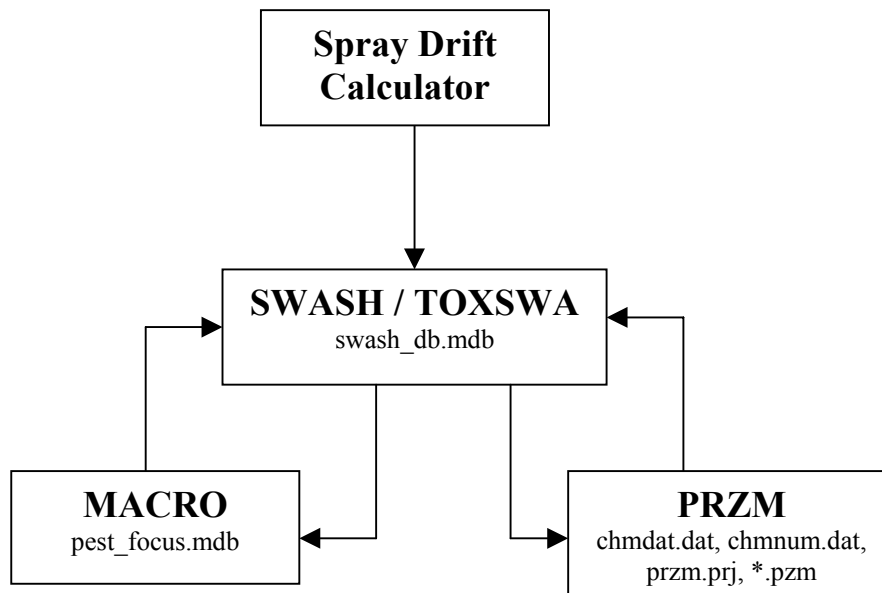 Spray Drift
Calculator
SWASH / TOXSWA
swash_db.mdb
MACRO
pest_focus.mdb
PRZM
chmdat.dat, chmnum.dat,
przm.prj, *.pzm